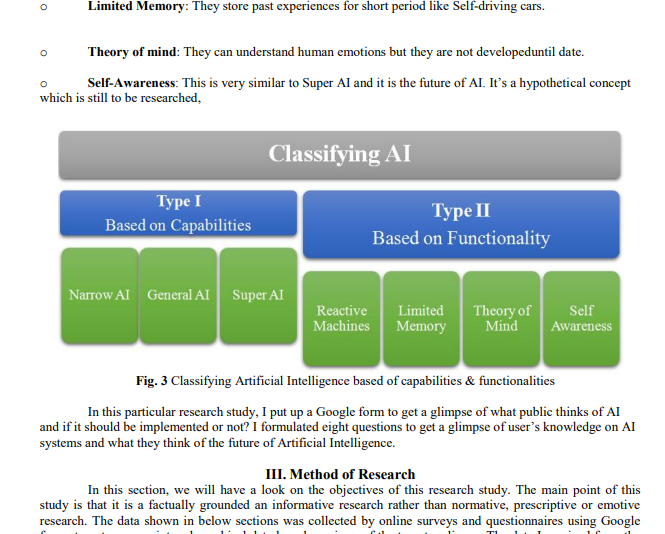 o Limited Memory: They store past experiences for short period like Self-driving cars.
o Theory of mind: They can understand human emotions but they are not developeduntil date.
o Self-Awareness: This is very similar to Super AI and it is the future of AI. It's a hypothetical concept
which is still to be researched,
Classifying AI
Type I
Based on Capabilities
Type II
Based on Functionality
Narrow AI
General AI
Super AI
Reactive
Machines
Limited
Memory
Theory of
Mind
Self
Awareness
Fig. 3 Classifying Artificial Intelligence based of capabilities & functionalities
In this particular research study, I put up a Google form to get a glimpse of what public thinks of AI
and if it should be implemented or not? I formulated eight questions to get a glimpse of user's knowledge on AI
systems and what they think of the future of Artificial Intelligence.
III. Method of Research
In this section, we will have a look on the objectives of this research study. The main point of this
study is that it is a factually grounded an informative research rather than normative, prescriptive or emotive
research. The data shown in below sections was collected by online surveys and questionnaires using Google